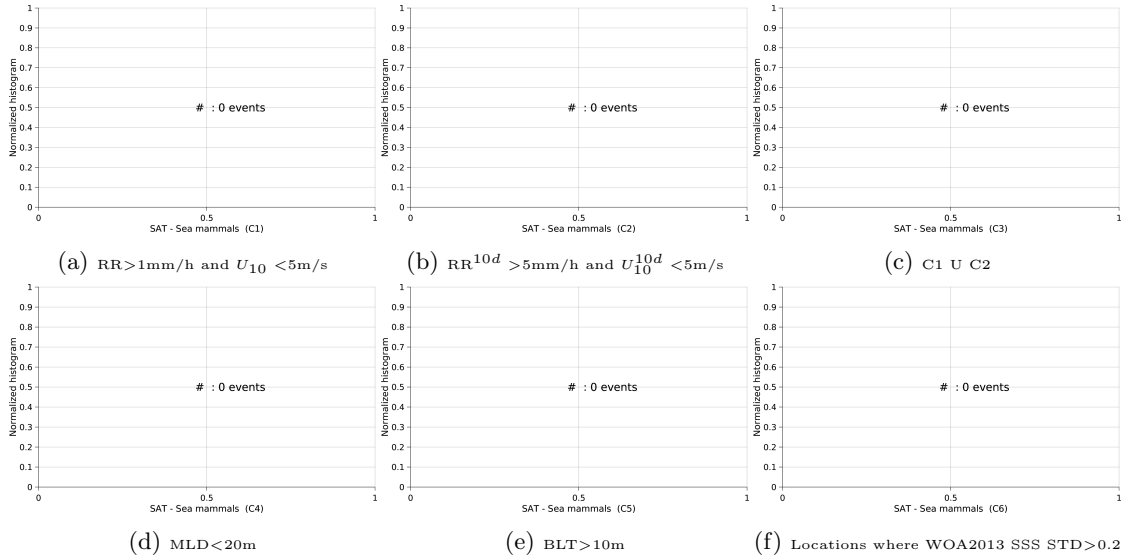 1
0.9
0.8
0.7
0.6
0.5
0.4
0.3
0.2
0.1
0
Normalized histogram
# : 0 events
0 0.5 1
SAT - Sea mammals (C1)
(a) RR>1mm/h and U10 <5m/s
1
0.9
0.8
0.7
0.6
0.5
0.4
0.3
0.2
0.1
0
Normalized histogram
# : 0 events
0 0.5 1
SAT - Sea mammals (C2)
(b) RR^10d >5mm/h and U10^10d <5m/s
1
0.9
0.8
0.7
0.6
0.5
0.4
0.3
0.2
0.1
0
Normalized histogram
# : 0 events
0 0.5 1
SAT - Sea mammals (C3)
(c) C1 U C2
1
0.9
0.8
0.7
0.6
0.5
0.4
0.3
0.2
0.1
0
Normalized histogram
# : 0 events
0 0.5 1
SAT - Sea mammals (C4)
(d) MLD<20m
1
0.9
0.8
0.7
0.6
0.5
0.4
0.3
0.2
0.1
0
Normalized histogram
# : 0 events
0 0.5 1
SAT - Sea mammals (C5)
(e) BLT>10m
1
0.9
0.8
0.7
0.6
0.5
0.4
0.3
0.2
0.1
0
Normalized histogram
# : 0 events
0 0.5 1
SAT - Sea mammals (C6)
(f) Locations where WOA2013 SSS STD>0.2